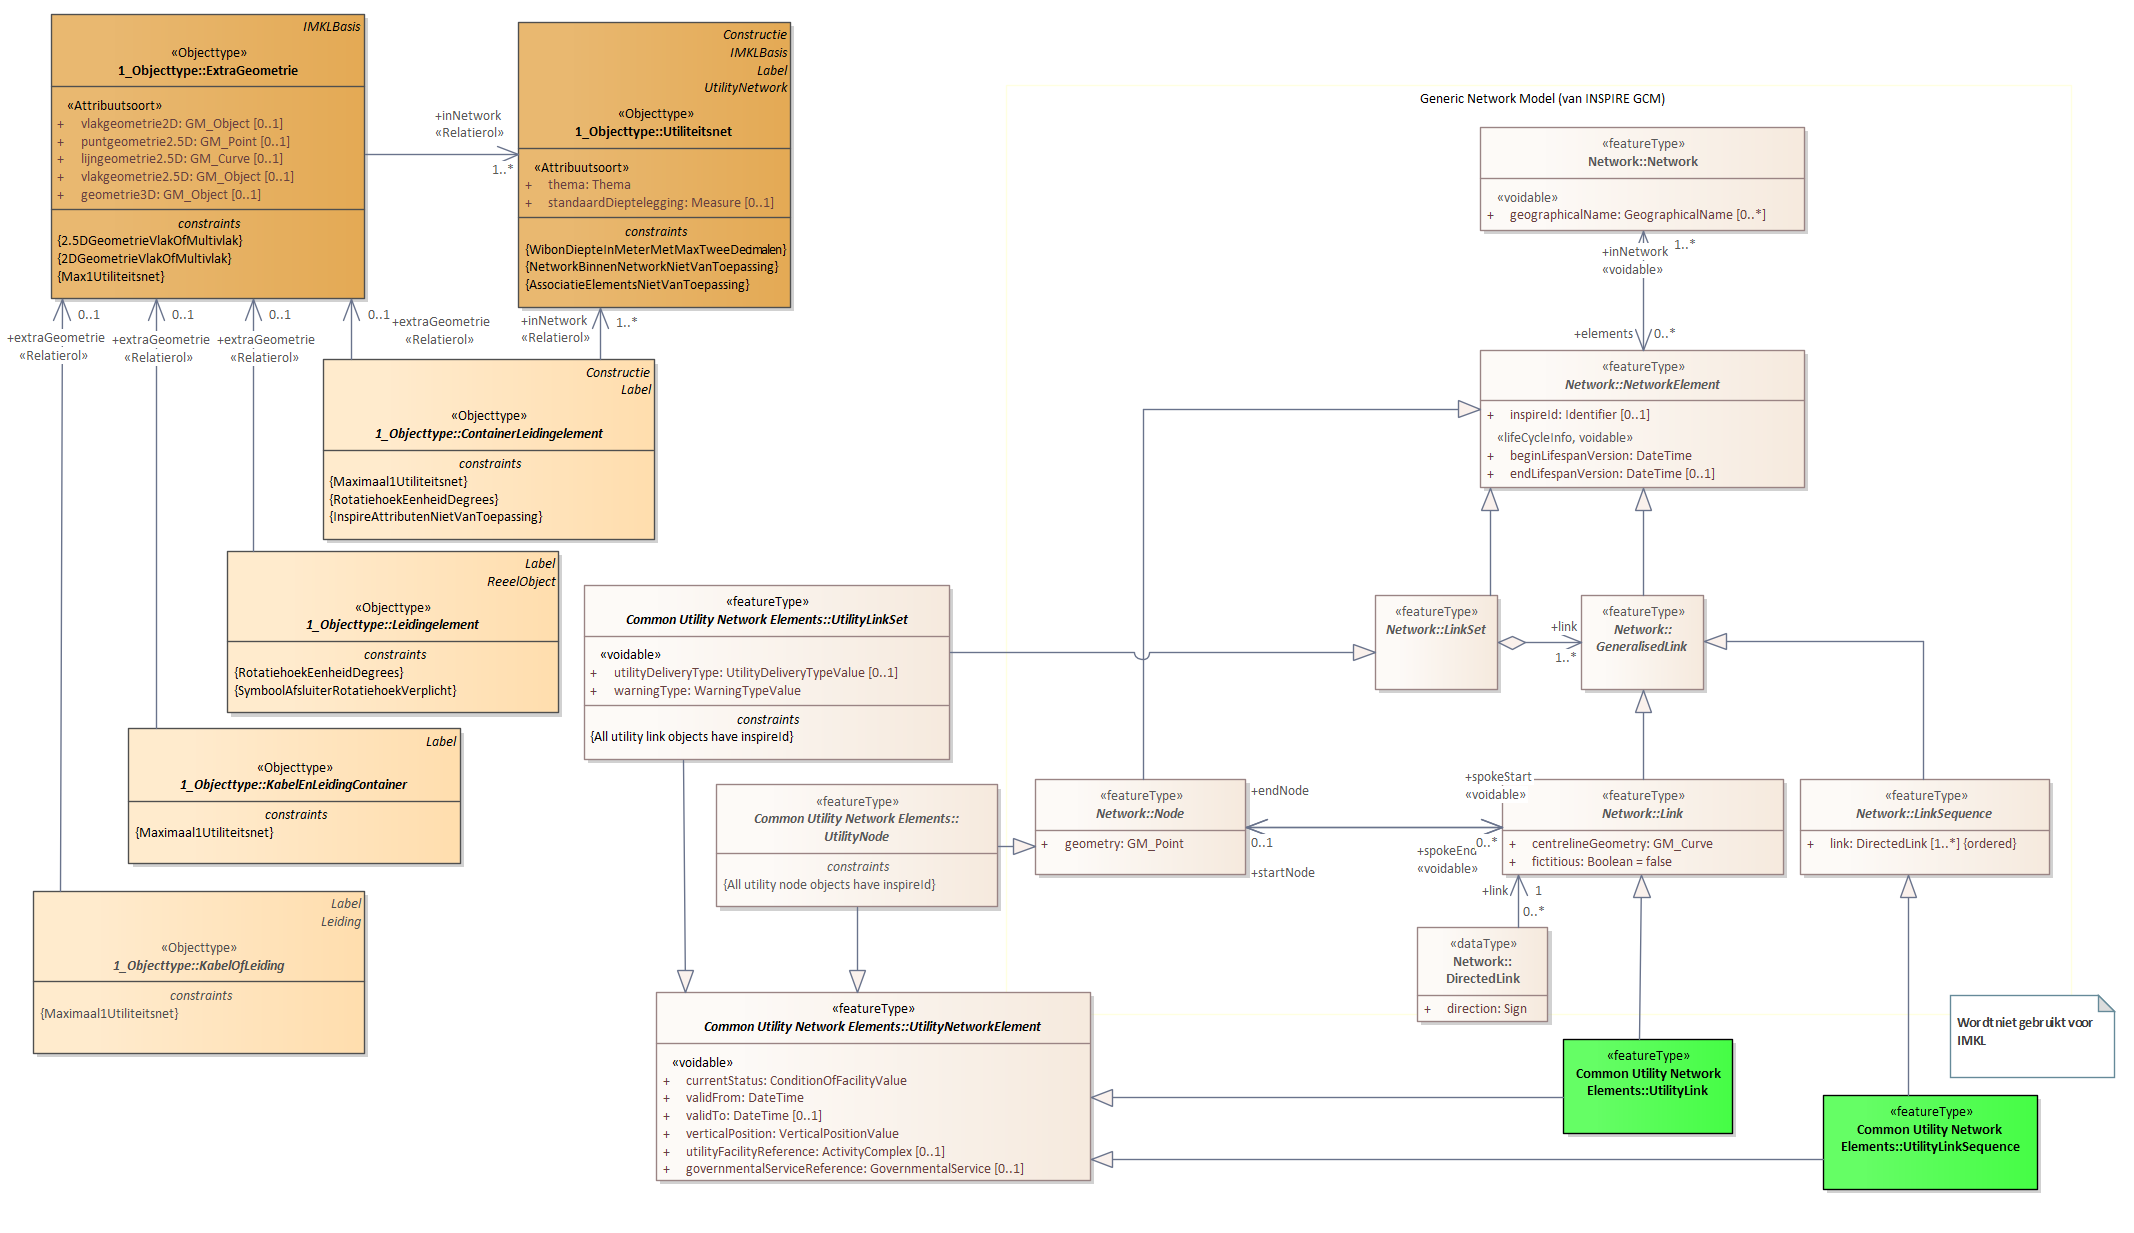 IMKLBasis
«Objecttype»
1_Objecttype::ExtraGeometrie
«Attribuutsoort»
+ vlakgeometrie2D: GM_Object [0..1]
+ puntgeometrie2.5D: GM_Point [0..1]
+ lijngeometrie2.5D: GM_Curve [0..1]
+ vlakgeometrie2.5D: GM_Object [0..1]
+ geometrie3D: GM_Object [0..1]
constraints
{2.5DGeometrieVlakOfMultivlak}
{2DGeometrieVlakOfMultivlak}
{Max1Utiliteitsnet}
+inNetwork
«Relatierol»
1..*
Constructie
IMKLBasis
Label
UtilityNetwork
«Objecttype»
1_Objecttype::Utiliteitsnet
«Attribuutsoort»
+ thema: Thema
+ standaardDieptelegging: Measure [0..1]
constraints
{WibonDiepteInMeterMetMaxTweeDecimalen}
{NetworkBinnenNetworkNietVanToepassing}
{AssociatieElementsNietVanToepassing}
0..1
+extraGeometrie
«Relatierol»
0..1
+extraGeometrie
«Relatierol»
0..1
+extraGeometrie
«Relatierol»
0..1
+extraGeometrie
«Relatierol»
+inNetwork
«Relatierol»
1..*
Constructie
Label
«Objecttype»
1_Objecttype::ContainerLeidingelement
constraints
{Maximaal1Utiliteitsnet}
{RotatiehoekEenheidDegrees}
{InspireAttributenNietVanToepassing}
Label
ReeelObject
«Objecttype»
1_Objecttype::Leidingelement
constraints
{RotatiehoekEenheidDegrees}
{SymboolAfsluiterRotatiehoekVerplicht}
Label
«Objecttype»
1_Objecttype::KabelEnLeidingContainer
constraints
{Maximaal1Utiliteitsnet}
Label
Leiding
«Objecttype»
1_Objecttype::KabelOfLeiding
constraints
{Maximaal1Utiliteitsnet}
Generic Network Model (van INSPIRE GCM)
«featureType»
Network::Network
«voidable»
+ geographicalName: GeographicalName [0..*]
+inNetwork
«voidable»
1..*
+elements
0..*
«featureType»
Network::NetworkElement
+ inspireId: Identifier [0..1]
«lifeCycleInfo, voidable»
+ beginLifespanVersion: DateTime
+ endLifespanVersion: DateTime [0..1]
«featureType»
Common Utility Network Elements::UtilityLinkSet
«voidable»
+ utilityDeliveryType: UtilityDeliveryTypeValue [0..1]
+ warningType: WarningTypeValue
constraints
{All utility link objects have inspireId}
«featureType»
Network::LinkSet
+link
1..*
«featureType»
Network::
GeneralisedLink
«featureType»
Common Utility Network Elements::
UtilityNode
constraints
{All utility node objects have inspireId}
«featureType»
Network::Node
+ geometry: GM_Point
+endNode
0..1
+startNode
+spokeStart
«voidable»
0..*
+spokeEnd
«voidable»
«featureType»
Network::Link
+ centrelineGeometry: GM_Curve
+ fictitious: Boolean = false
«featureType»
Network::LinkSequence
+ link: DirectedLink [1..*] {ordered}
+link
1
0..*
«dataType»
Network::
DirectedLink
+ direction: Sign
«featureType»
Common Utility Network Elements::UtilityNetworkElement
«voidable»
+ currentStatus: ConditionOfFacilityValue
+ validFrom: DateTime
+ validTo: DateTime [0..1]
+ verticalPosition: VerticalPositionValue
+ utilityFacilityReference: ActivityComplex [0..1]
+ governmentalServiceReference: GovernmentalService [0..1]
«featureType»
Common Utility Network
Elements::UtilityLink
«featureType»
Common Utility Network
Elements::UtilityLinkSequence
Wordt niet gebruikt voor
IMKL